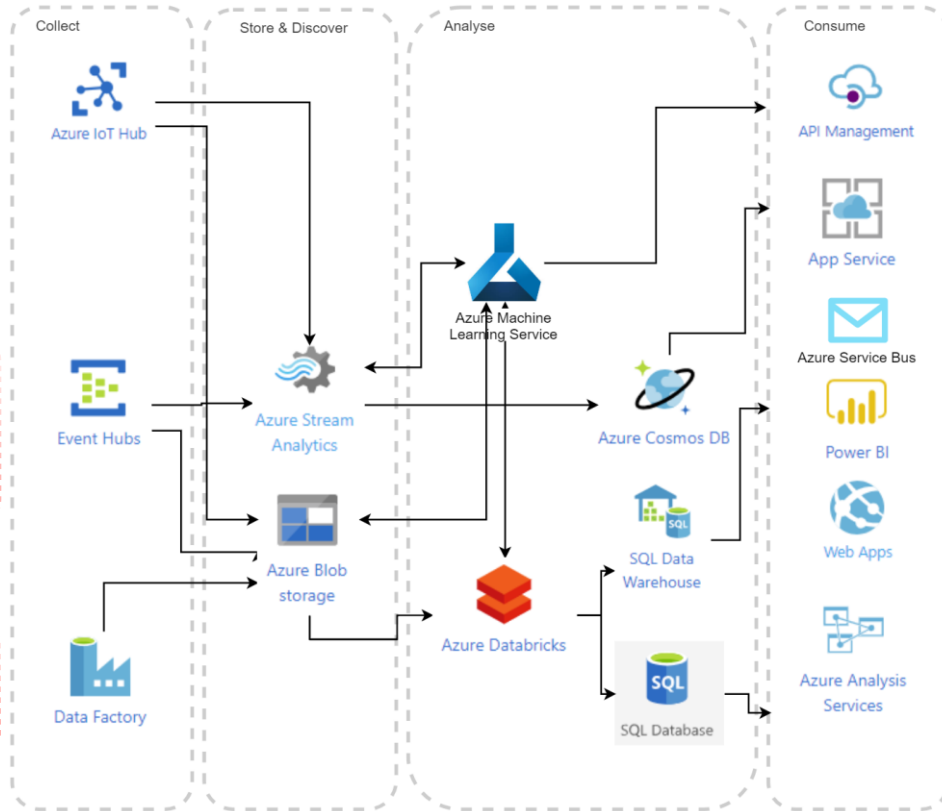 Collect
Store & Discover
Analyse
Consume
Azure IoT Hub
API Management
App Service
Azure Machine
Learning Service
Azure Service Bus
Event Hubs
Azure Stream
Analytics
Azure Cosmos DB
Power BI
SQL
SQL Data
Warehouse
Web Apps
Azure Blob
storage
Azure Databricks
SQL
SQL Database
Data Factory
Azure Analysis
Services